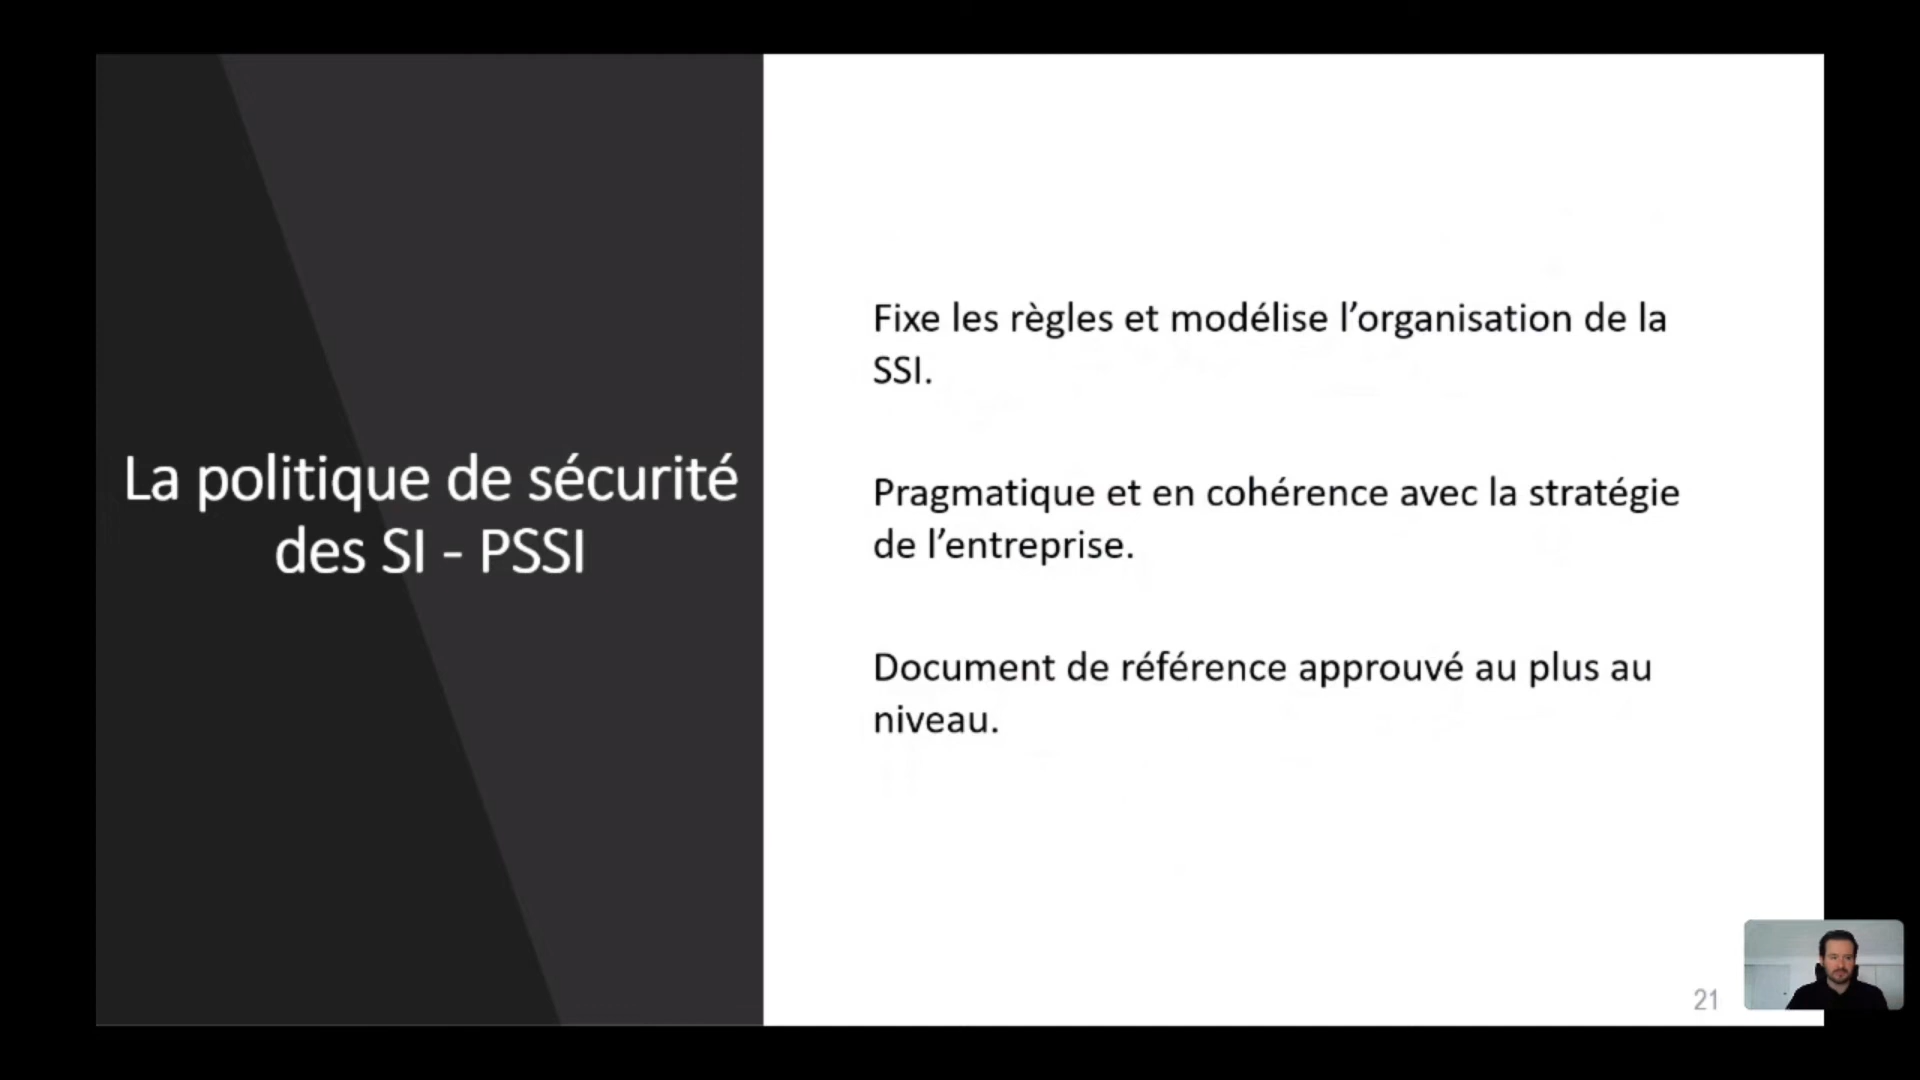 La politique de sécurité
des SI - PSSI
Fixe les règles et modélise l’organisation de la
SSI.
Pragmatique et en cohérence avec la stratégie
de l’entreprise.
Document de référence approuvé au plus au
niveau.
21